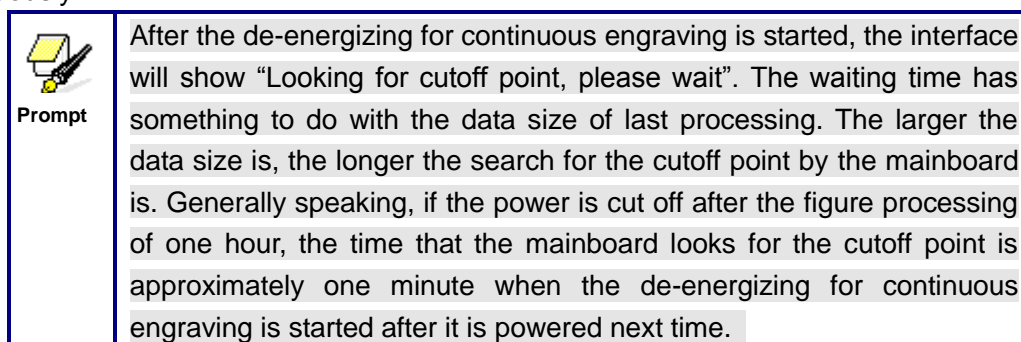 Prompt
After the de-energizing for continuous engraving is started, the interface
will show “Looking for cutoff point, please wait”. The waiting time has
something to do with the data size of last processing. The larger the
data size is, the longer the search for the cutoff point by the mainboard
is. Generally speaking, if the power is cut off after the figure processing
of one hour, the time that the mainboard looks for the cutoff point is
approximately one minute when the de-energizing for continuous
engraving is started after it is powered next time.